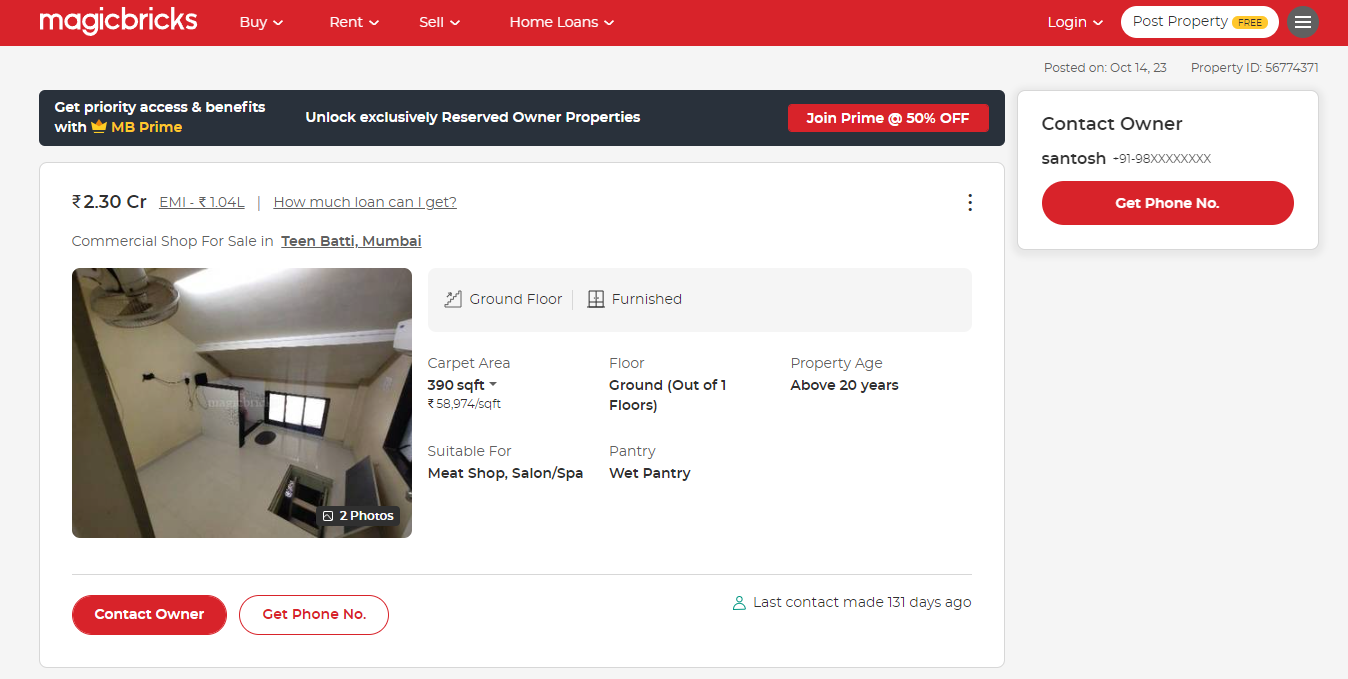 magicbricks
Buy
Rent
Sell
Home Loans
Login
Post Property FREE
Posted on: Oct 14, 23
Property ID: 56774371
Get priority access & benefits
with MB Prime
Unlock exclusively Reserved Owner Properties
Join Prime @ 50% OFF
Contact Owner
santosh +91-98XXXXXXXX
Get Phone No.
₹2.30 Cr EMI - ₹ 1.04L | How much loan can I get?
Commercial Shop For Sale in Teen Batti, Mumbai
magicbricks
2 Photos
Ground Floor
Furnished
Carpet Area
390 sqft
₹ 58,974/sqft
Floor
Ground (Out of 1
Floors)
Property Age
Above 20 years
Suitable For
Meat Shop, Salon/Spa
Pantry
Wet Pantry
Contact Owner
Get Phone No.
Last contact made 131 days ago